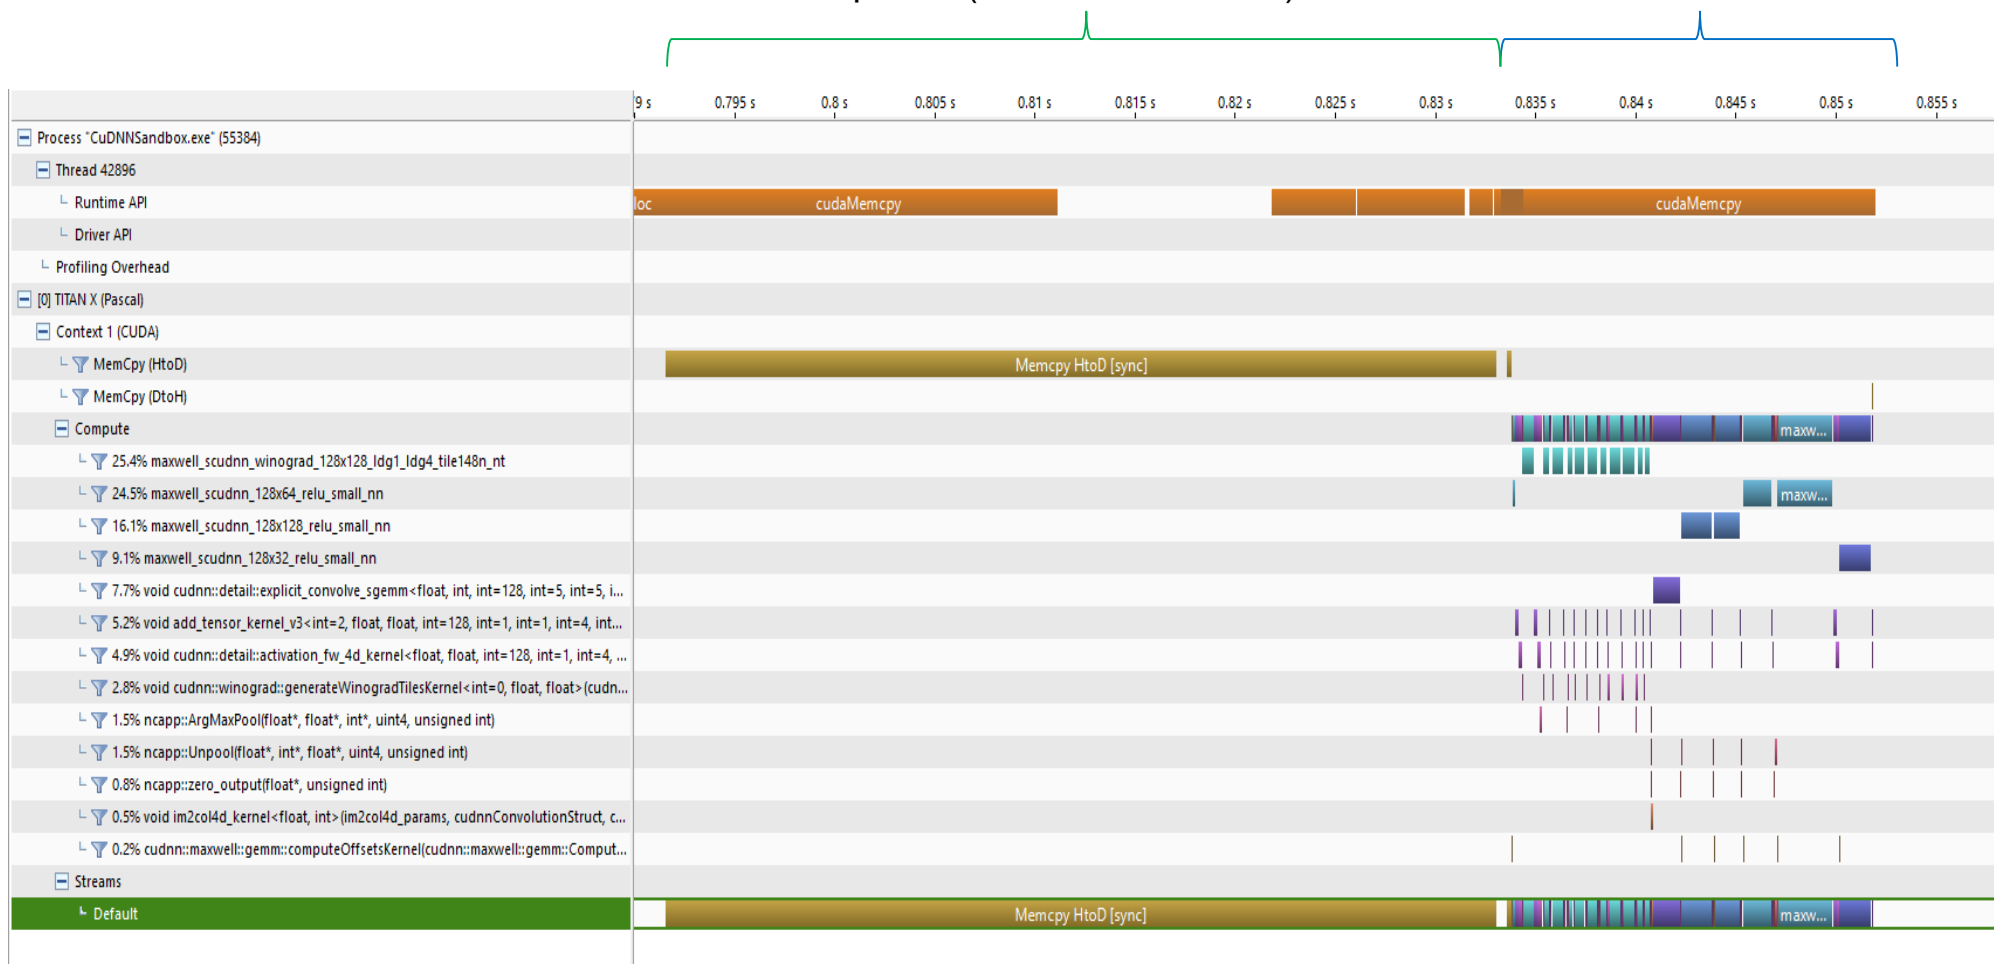 9 s 0.795 s 0.8 s 0.805 s 0.81 s 0.815 s 0.82 s 0.825 s 0.83 s 0.835 s 0.84 s 0.845 s 0.85 s 0.855 s
Process "CuDNNSandbox.exe" (55384)
Thread 42896
Runtime API loc cudaMemcpy cudaMemcpy
Driver API
Profiling Overhead
[0] TITAN X (Pascal)
Context 1 (CUDA)
MemCpy (HtoD) Memcpy HtoD [sync]
MemCpy (DtoH)
Compute maxw...
25.4% maxwell_scudnn_winograd_128x128_ldg1_ldg4_tile148n_nt
24.5% maxwell_scudnn_128x64_relu_small_nn maxw...
16.1% maxwell_scudnn_128x128_relu_small_nn
9.1% maxwell_scudnn_128x32_relu_small_nn
7.7% void cudnn::detail::explicit_convolve_sgemm<float, int, int=128, int=5, int=5, i...
5.2% void add_tensor_kernel_v3<int=2, float, float, int=128, int=1, int=1, int=4, int...
4.9% void cudnn::detail::activation_fw_4d_kernel<float, float, int=128, int=1, int=4, ...
2.8% void cudnn::winograd::generateWinogradTilesKernel<int=0, float, float>(cudn...
1.5% ncapp::ArgMaxPool(float*, float*, int*, uint4, unsigned int)
1.5% ncapp::Unpool(float*, int*, float*, uint4, unsigned int)
0.8% ncapp::zero_output(float*, unsigned int)
0.5% void im2col4d_kernel<float, int>(im2col4d_params, cudnnConvolutionStruct, c...
0.2% cudnn::maxwell::gemm::computeOffsetsKernel(cudnn::maxwell::gemm::Comput...
Streams
Default Memcpy HtoD [sync] maxw...